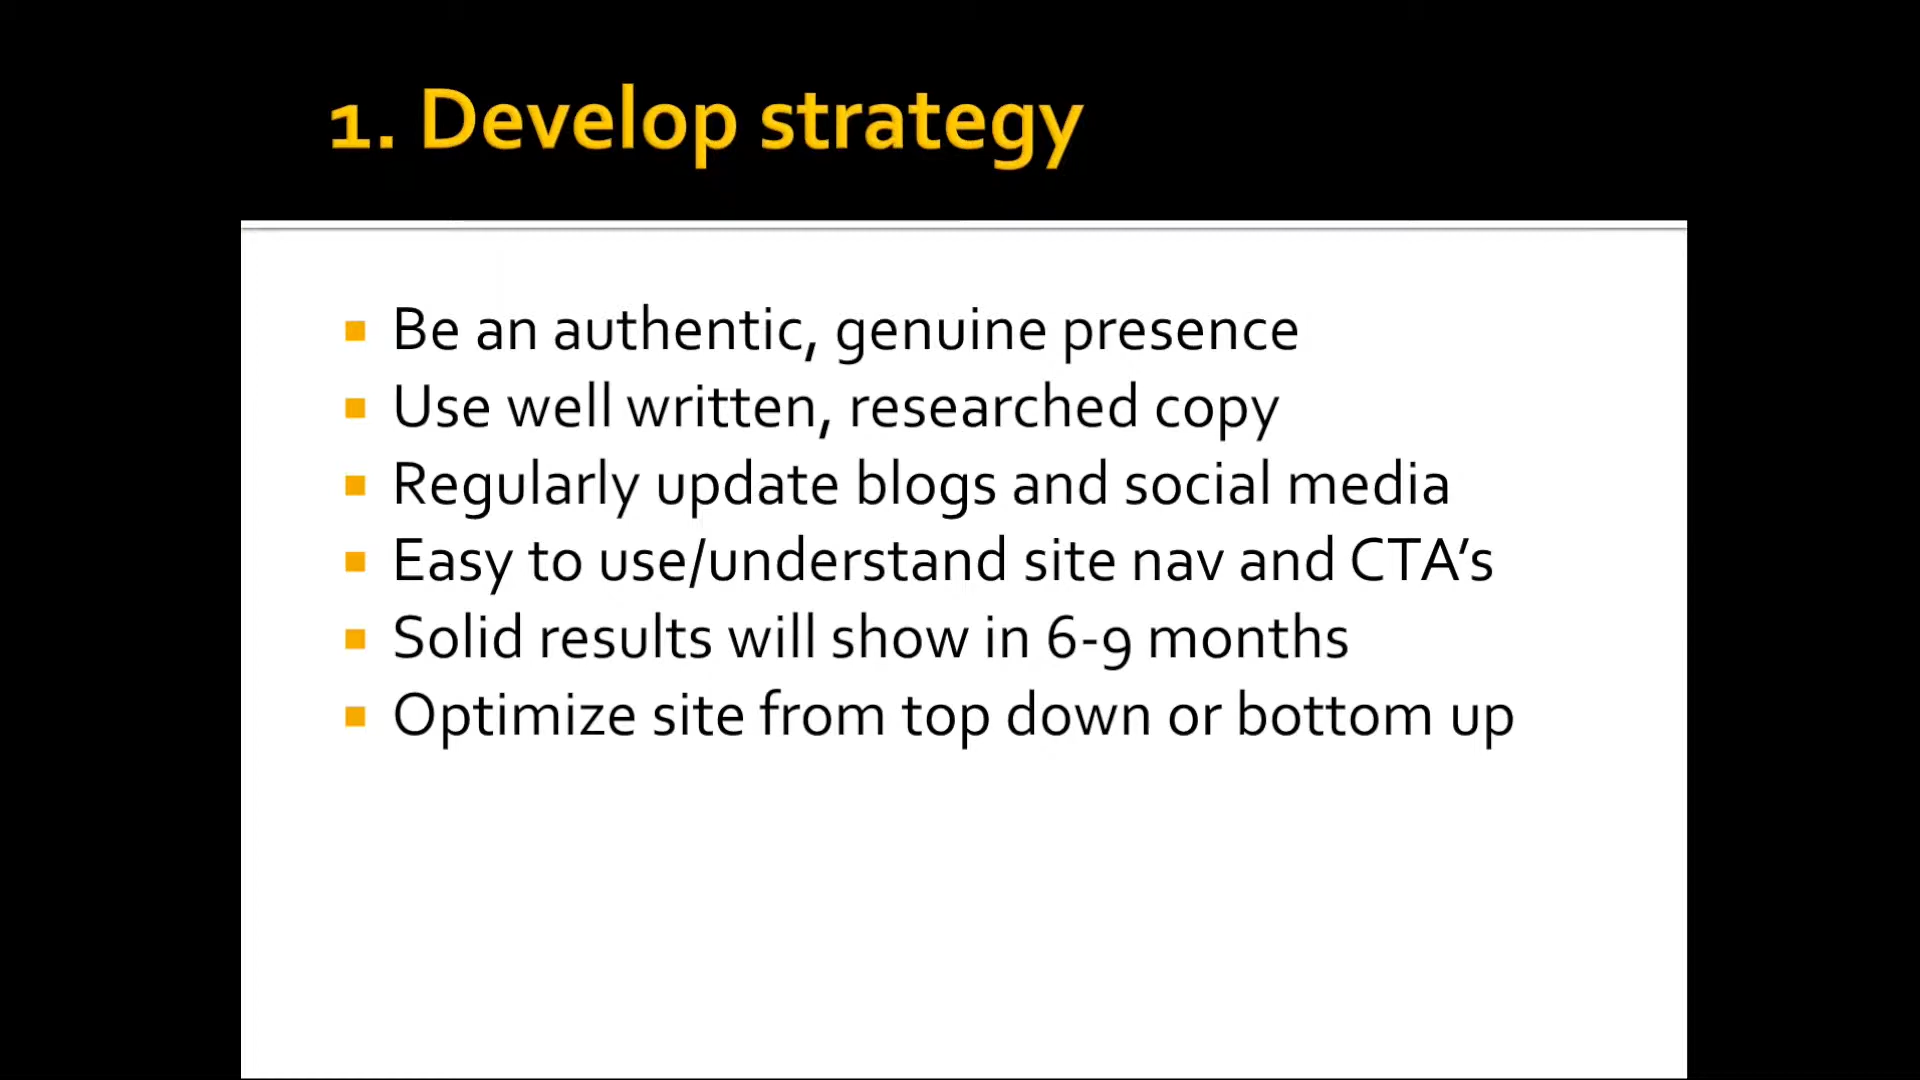 1. Develop strategy
Be an authentic, genuine presence
Use well written, researched copy
Regularly update blogs and social media
Easy to use/understand site nav and CTA’s
Solid results will show in 6-9 months
Optimize site from top down or bottom up